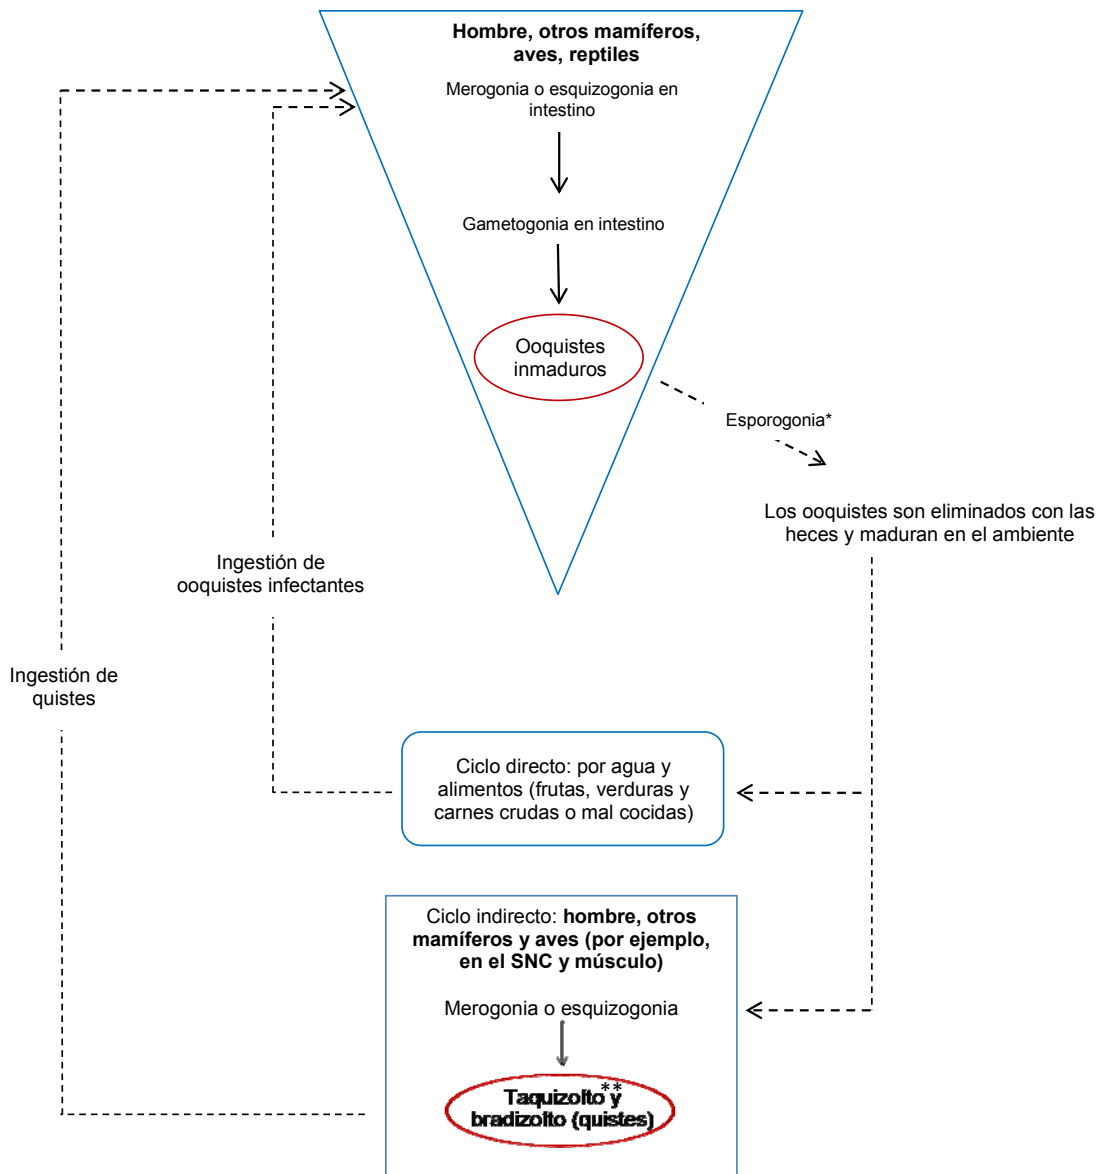 Hombre, otros mamíferos,
aves, reptiles
Merogonia o esquizogonia en
intestino
Gametogonia en intestino
Ooquistes
inmaduros
Esporogonia*
Los ooquistes son eliminados con las
heces y maduran en el ambiente
Ingestión de
ooquistes infectantes
Ingestión de
quistes
Ciclo directo: por agua y
alimentos (frutas, verduras y
carnes crudas o mal cocidas)
Ciclo indirecto: hombre, otros
mamíferos y aves (por ejemplo,
en el SNC y músculo)
Merogonia o esquizogonia
Taquizoíto** y
bradizoíto (quistes)